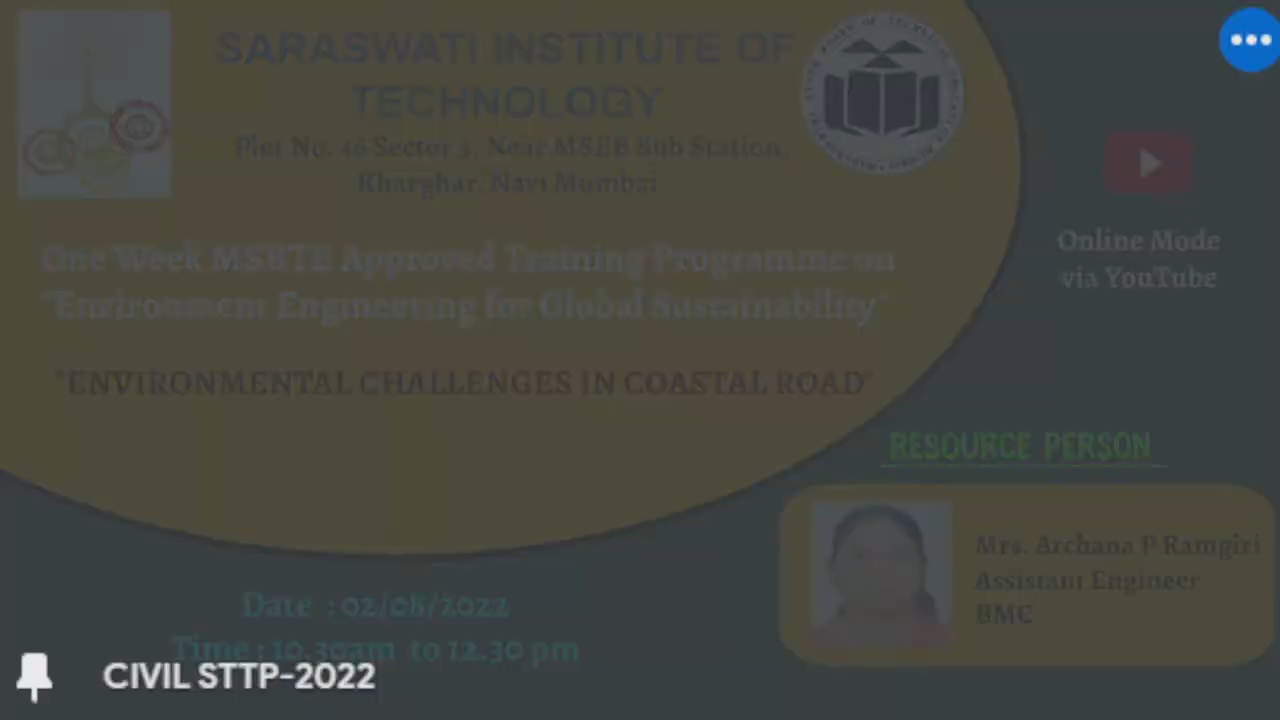 SARASWATI INSTITUTE OF
TECHNOLOGY
Plot No. 46 Sector 5, Near MSEB Sub Station,
Kharghar, Navi Mumbai
One Week MSBTE Approved Training Programme on
"Environment Engineering for Global Sustainability"
"ENVIRONMENTAL CHALLENGES IN COASTAL ROAD"
Online Mode
via YouTube
RESOURCE PERSON
Mrs. Archana P Ramgiri
Assistant Engineer
BMC
Date : 02/08/2022
Time : 10.30am to 12.30 pm
CIVIL STTP-2022